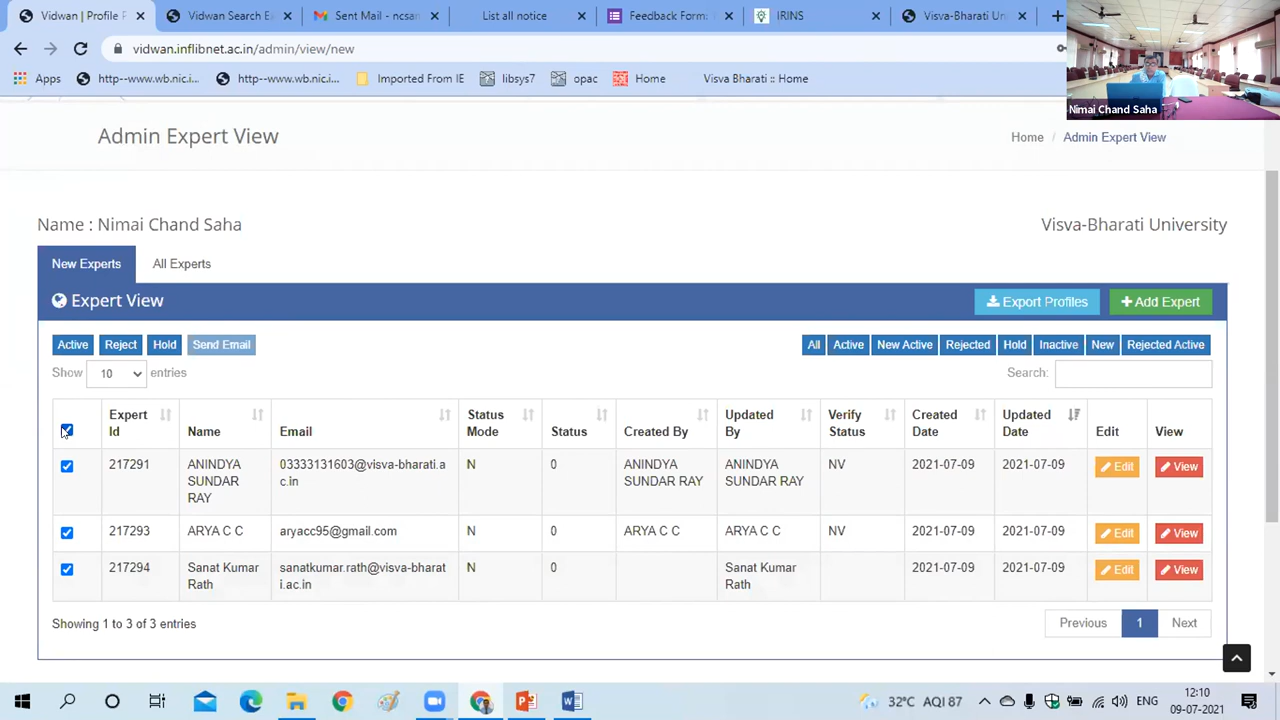 Vidwan | Profile P
Vidwan Search Ex
Sent Mail - ncsan
List all notice
Feedback Form:
IRINS
Visva-Bharati Un
vidwan.inflibnet.ac.in/admin/view/new
Apps
http--www.wb.nic.i...
http--www.wb.nic.i...
Imported From IE
libsys7
opac
Home
Visva Bharati :: Home
Nimai Chand Saha
Admin Expert View
Home / Admin Expert View
Name : Nimai Chand Saha
Visva-Bharati University
New Experts
All Experts
Expert View
Export Profiles
+ Add Expert
Active Reject Hold Send Email
All Active New Active Rejected Hold Inactive New Rejected Active
Show 10 entries
Search:
Expert Id
Name
Email
Status Mode
Status
Created By
Updated By
Verify Status
Created Date
Updated Date
Edit
View
217291 ANINDYA SUNDAR RAY 03333131603@visva-bharati.ac.in N 0 ANINDYA SUNDAR RAY ANINDYA SUNDAR RAY NV 2021-07-09 2021-07-09 Edit View
217293 ARYA C C aryacc95@gmail.com N 0 ARYA C C ARYA C C NV 2021-07-09 2021-07-09 Edit View
217294 Sanat Kumar Rath sanatkumar.rath@visva-bharati.ac.in N 0 Sanat Kumar Rath 2021-07-09 2021-07-09 Edit View
Showing 1 to 3 of 3 entries
Previous 1 Next
32°C AQI 87
ENG
12:10
09-07-2021